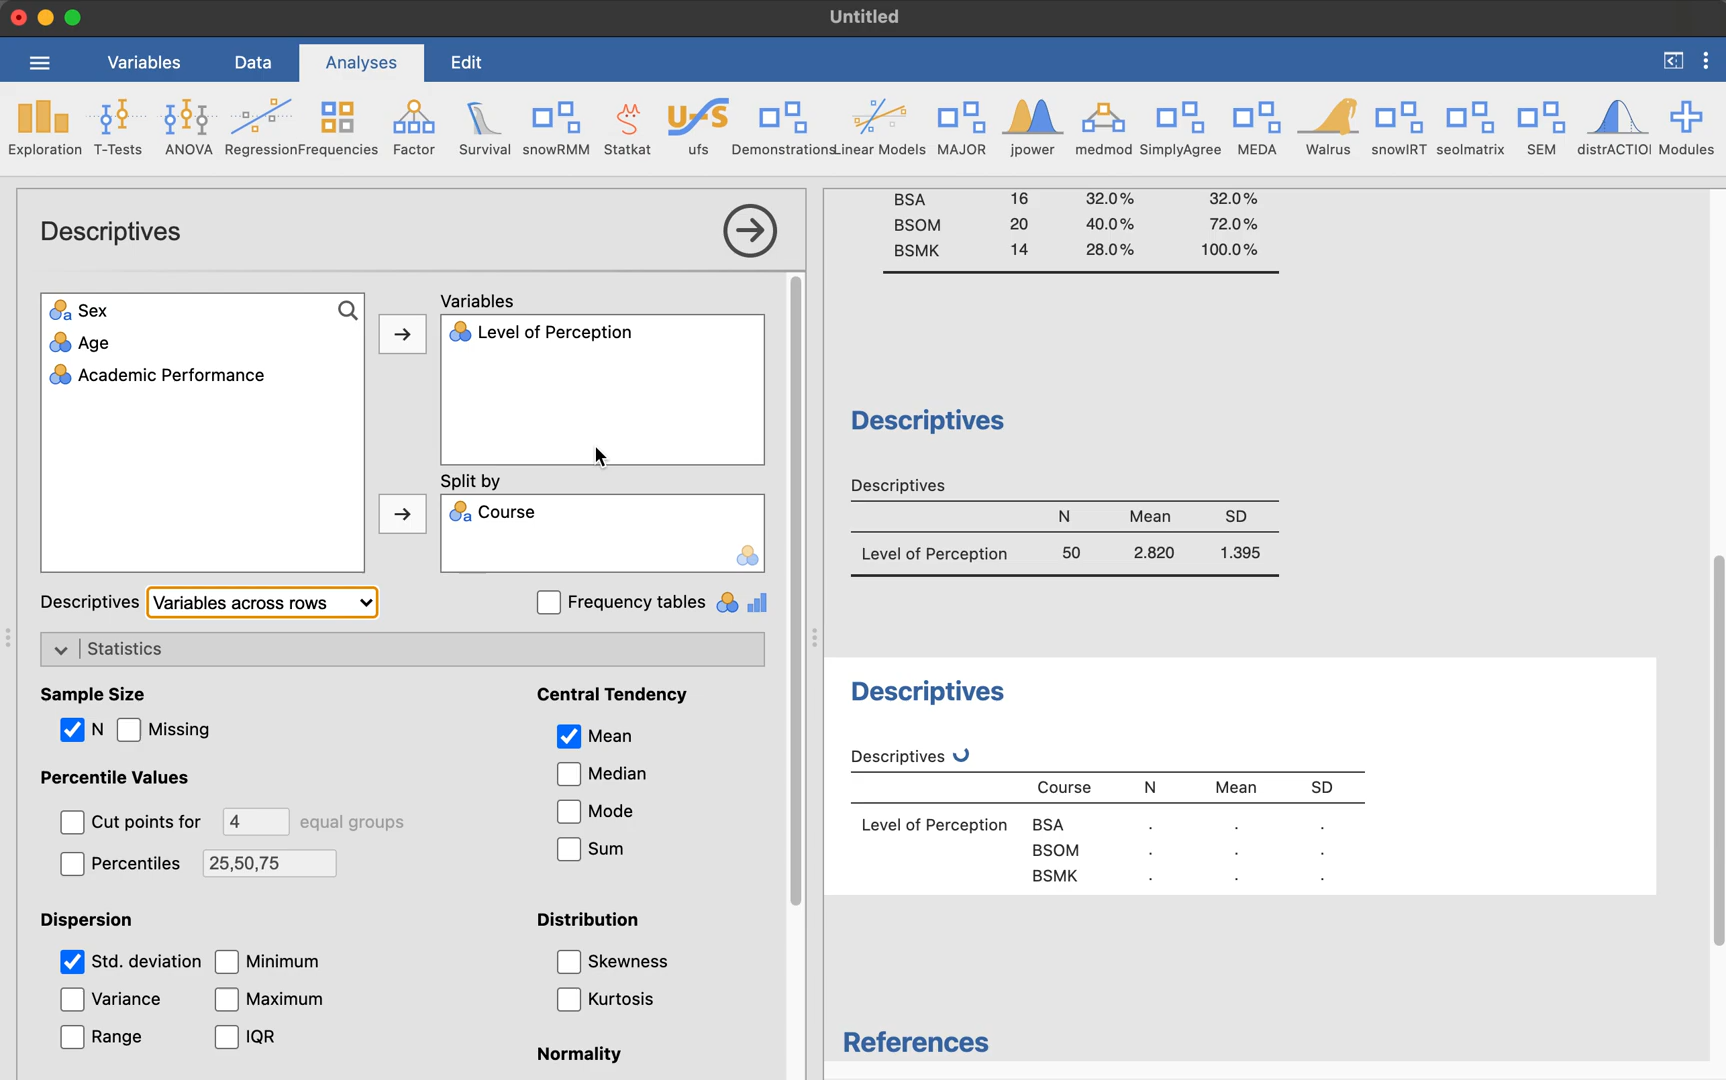 Untitled
Variables Data Analyses Edit
Exploration T-Tests ANOVA Regression Frequencies Factor Survival snowRMM Statkat ufs Demonstrations Linear Models MAJOR jpower medmod SimplyAgree MEDA Walrus snowIRT seolmatrix SEM distrACTIO Modules
Descriptives
Sex
Age
Academic Performance
Variables
Level of Perception
Split by
Course
Descriptives Variables across rows
Frequency tables
Statistics
Sample Size
N Missing
Percentile Values
Cut points for 4 equal groups
Percentiles 25,50,75
Dispersion
Std. deviation Minimum
Variance Maximum
Range IQR
Central Tendency
Mean
Median
Mode
Sum
Distribution
Skewness
Kurtosis
Normality
BSA 16 32.0% 32.0%
BSOM 20 40.0% 72.0%
BSMK 14 28.0% 100.0%
Descriptives
Descriptives
N Mean SD
Level of Perception 50 2.820 1.395
Descriptives
Descriptives
Course N Mean SD
Level of Perception BSA . . .
BSOM . . .
BSMK . . .
References